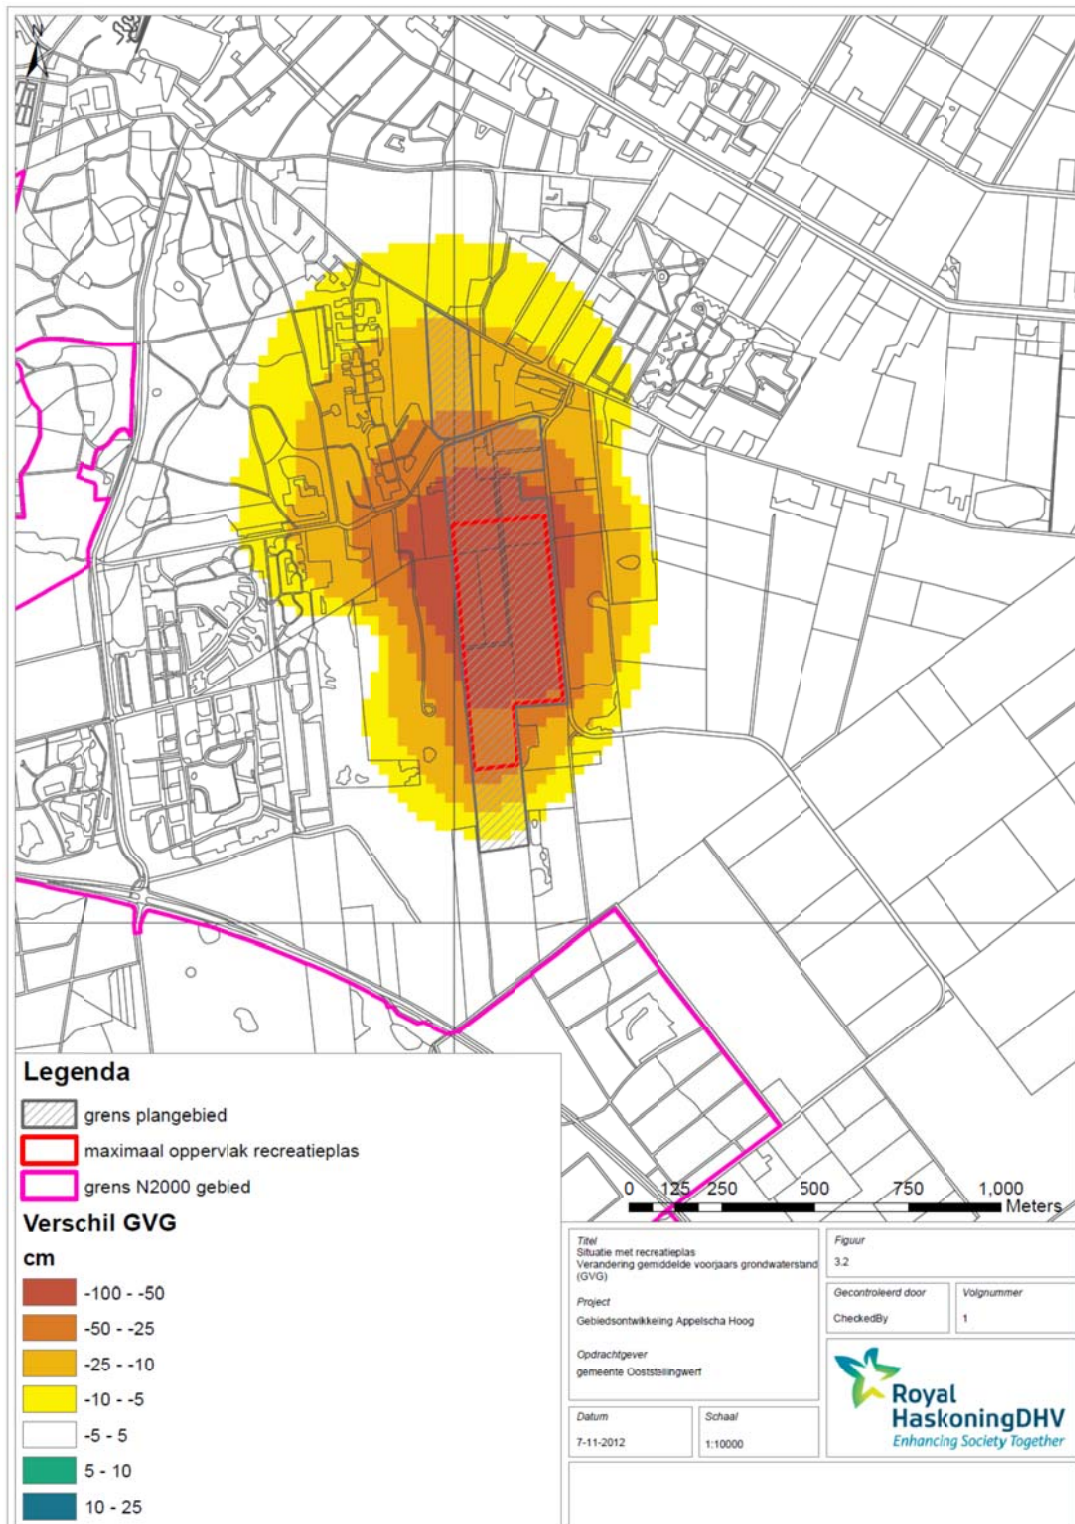 N
Legenda
grens plangebied
maximaal oppervlak recreatieplas
grens N2000 gebied
Verschil GVG
cm
-100 - -50
-50 - -25
-25 - -10
-10 - -5
-5 - 5
5 - 10
10 - 25
0 125 250 500 750 1,000
Meters
Titel
Situatie met recreatieplas
Verandering gemiddelde voorjaars grondwaterstand
(GVG)
Project
Gebiedsontwikkeling Appelscha Hoog
Opdrachtgever
gemeente Ooststellingwerf
Datum
7-11-2012
Schaal
1:10000
Figuur
3.2
Gecontroleerd door
CheckedBy
Volgnummer
1
Royal
HaskoningDHV
Enhancing Society Together